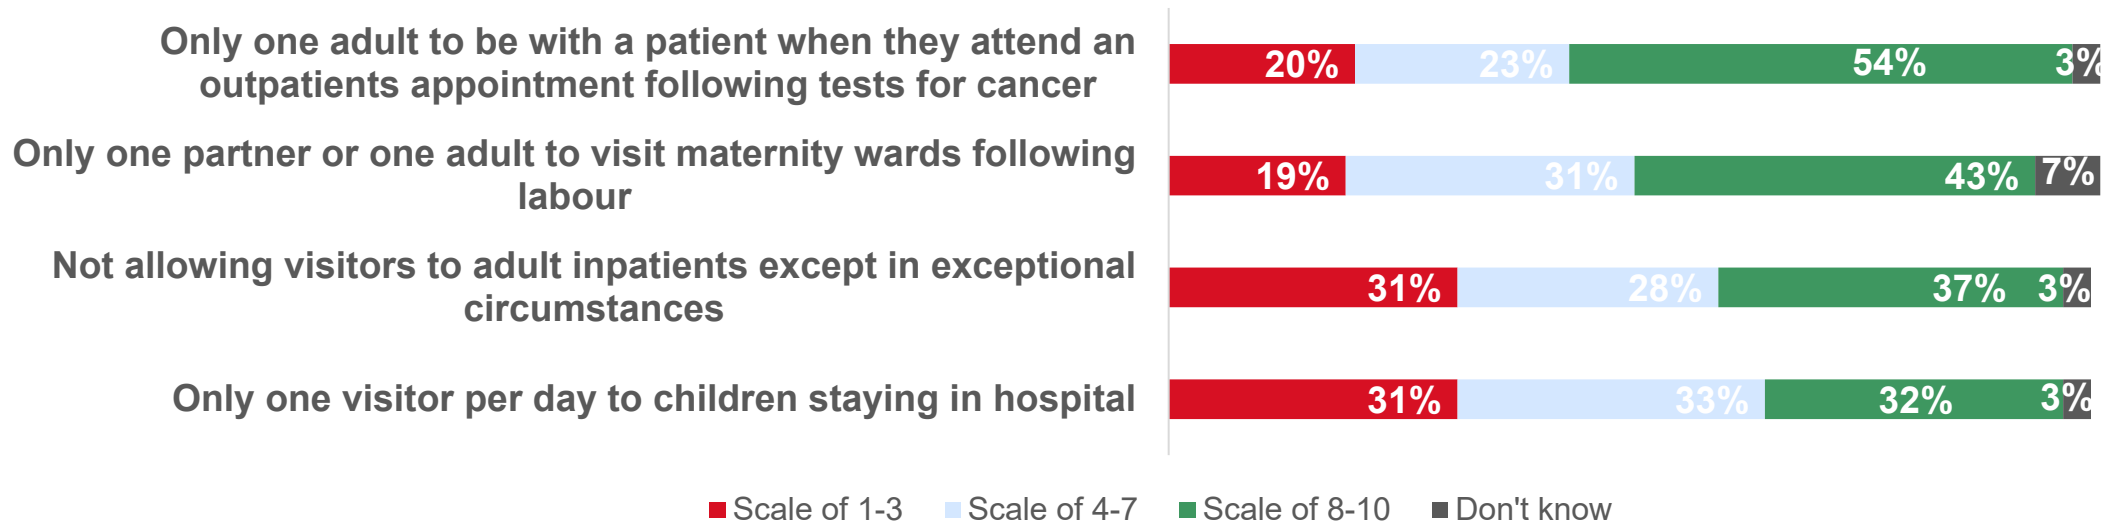 Only one adult to be with a patient when they attend an
outpatients appointment following tests for cancer
20% 23% 54% 3%
Only one partner or one adult to visit maternity wards following
labour
19% 31% 43% 7%
Not allowing visitors to adult inpatients except in exceptional
circumstances
31% 28% 37% 3%
Only one visitor per day to children staying in hospital
31% 33% 32% 3%
Scale of 1-3 Scale of 4-7 Scale of 8-10 Don't know